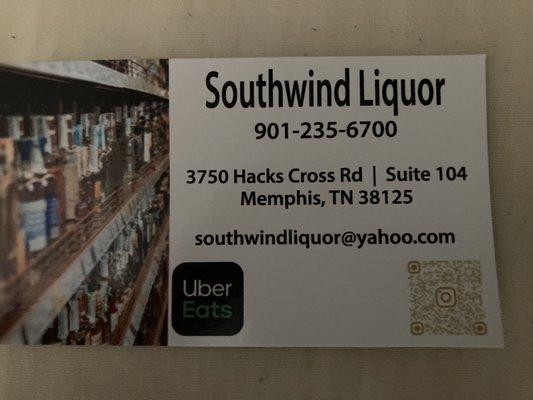 Southwind Liquor
901-235-6700
3750 Hacks Cross Rd | Suite 104
Memphis, TN 38125
southwindliquor@yahoo.com
Uber
Eats